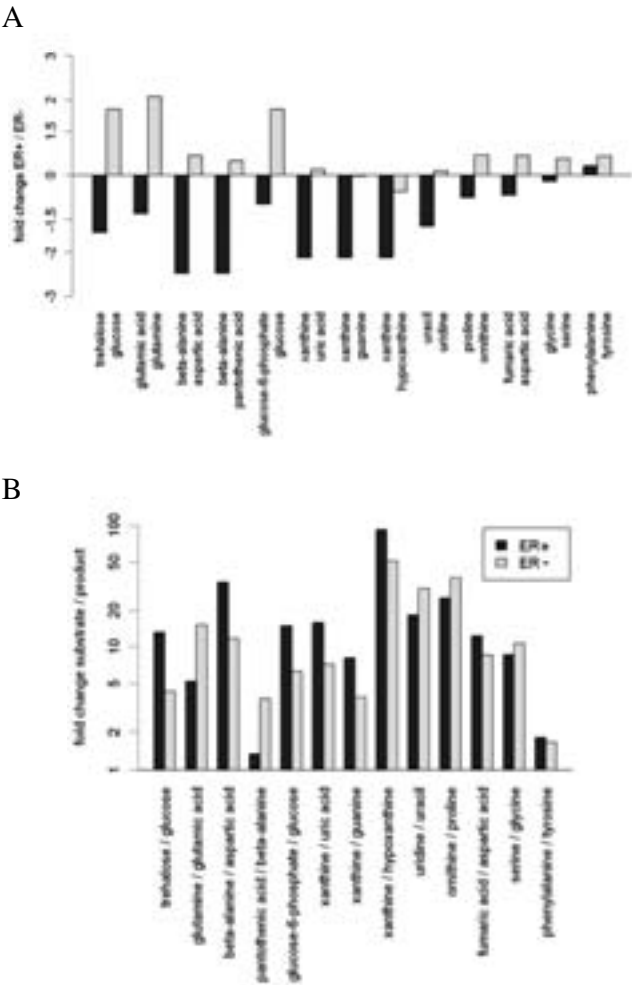 A
fold change ER+ / ER-
3
2
1.5
0
-1.5
-2
-3
trehalose
glucose
glutamic acid
glutamine
beta-alanine
aspartic acid
beta-alanine
pantothenic acid
glucose-6-phosphate
glucose
xanthine
uric acid
xanthine
guanine
xanthine
hypoxanthine
uracil
uridine
proline
ornithine
fumaric acid
aspartic acid
glycine
serine
phenylalanine
tyrosine
B
fold change substrate / product
100
50
20
10
5
2
1
ER+
ER-
trehalose / glucose
glutamine / glutamic acid
beta-alanine / aspartic acid
pantothenic acid / beta-alanine
glucose-6-phosphate / glucose
xanthine / uric acid
xanthine / guanine
xanthine / hypoxanthine
uridine / uracil
ornithine / proline
fumaric acid / aspartic acid
serine / glycine
phenylalanine / tyrosine